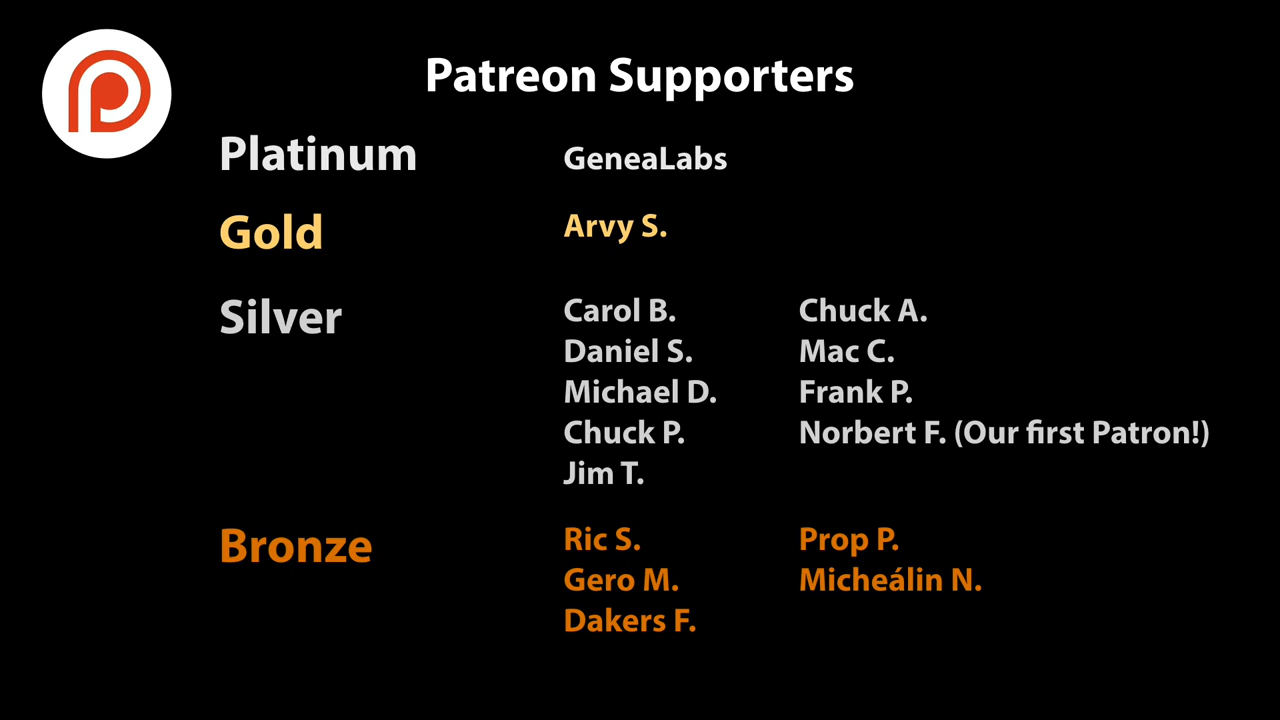 Patreon Supporters
Platinum GeneaLabs
Gold Arvy S.
Silver Carol B. Chuck A.
Daniel S. Mac C.
Michael D. Frank P.
Chuck P. Norbert F. (Our first Patron!)
Jim T.
Bronze Ric S. Prop P.
Gero M. Micheálin N.
Dakers F.